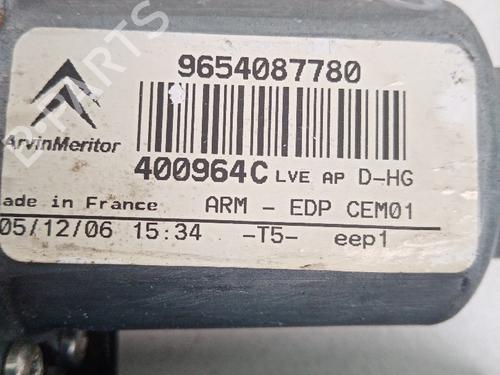 B-PARTS
9654087780
ArvinMeritor
400964C LVE AP D-HG
ade in France ARM - EDP CEM01
05/12/06 15:34 -T5- eep1